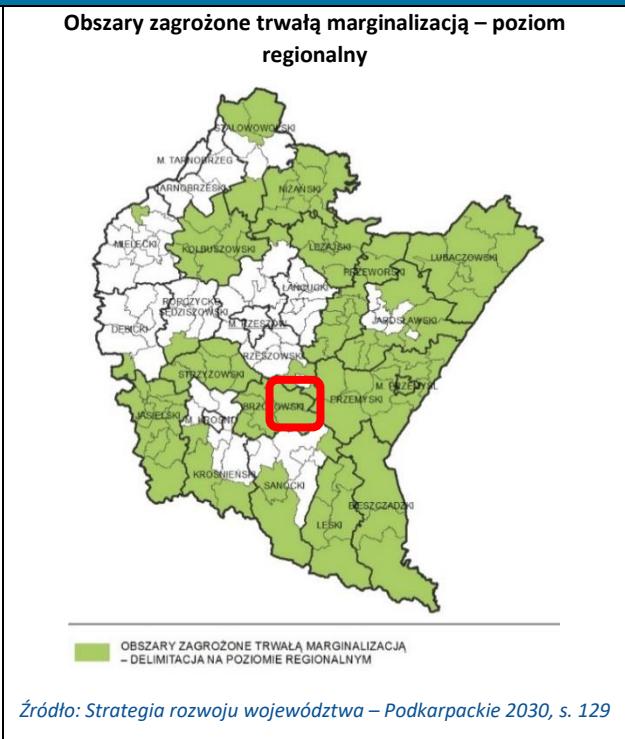 Obszary zagrożone trwałą marginalizacją – poziom
regionalny
STALOWOWOLSKI
M. TARNOBRZEG
TARNOBRZESKI
NIŻAŃSKI
MIELECKI
KOLBUSZOWSKI
LEŻAJSKI
LUBACZOWSKI
PRZEWORSKI
ŁAŃCUCKI
ROPCZYCKO
SĘDZISZOWSKI
JAROSŁAWSKI
DĘBICKI
M. RZESZÓW
RZESZOWSKI
STRZYŻOWSKI
M. PRZEMYŚL
JASIELSKI
BRZOZOWSKI
PRZEMYSKI
M. KROSNO
KROŚNIEŃSKI
SANOCKI
BIESZCZADZKI
LESKI
OBSZARY ZAGROŻONE TRWAŁĄ MARGINALIZACJĄ
– DELIMITACJA NA POZIOMIE REGIONALNYM
Źródło: Strategia rozwoju województwa – Podkarpackie 2030, s. 129